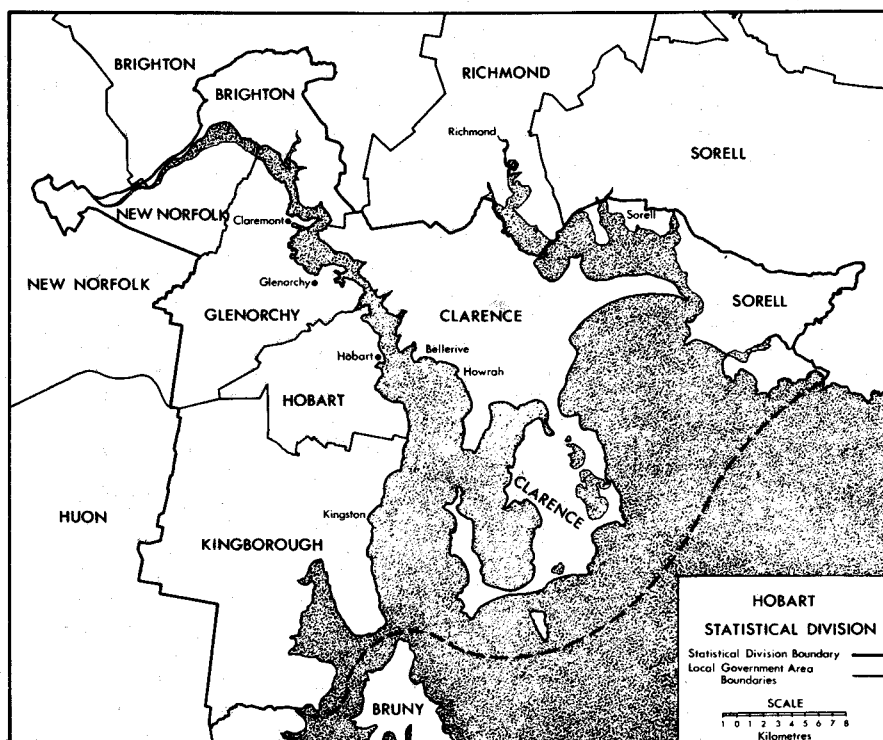 BRIGHTON
BRIGHTON
RICHMOND
Richmond
SORELL
NEW NORFOLK
Claremont
Sorell
NEW NORFOLK
Glenorchy
GLENORCHY
CLARENCE
SORELL
Hobart
Bellerive
Howrah
HOBART
CLARENCE
HUON
Kingston
KINGBOROUGH
BRUNY
HOBART
STATISTICAL DIVISION
Statistical Division Boundary
Local Government Area
Boundaries
SCALE
1 0 1 2 3 4 5 6 7 8
Kilometres